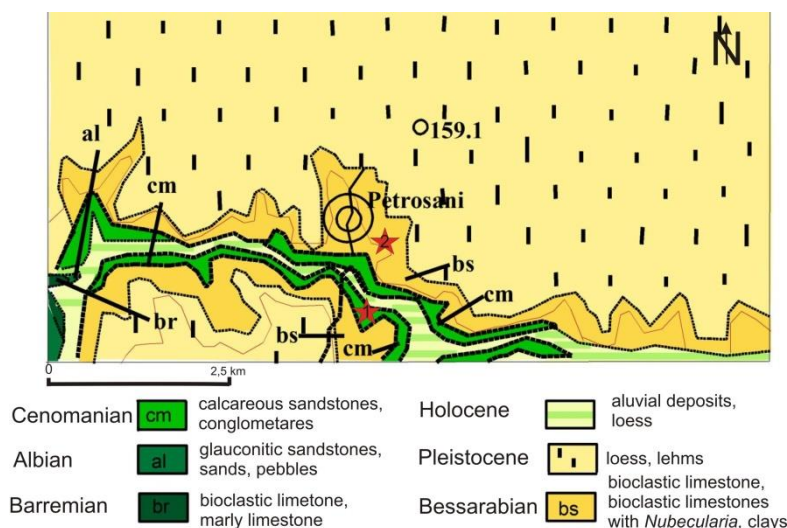 N
al
159.1
cm
Petrosani
2
bs
cm
br
bs
cm
0
2,5 km
Cenomanian
cm
calcareous sandstones,
conglometares
Albian
al
glauconitic sandstones,
sands, pebbles
Barremian
br
bioclastic limetone,
marly limestone
Holocene
aluvial deposits,
loess
Pleistocene
loess, lehms
Bessarabian
bs
bioclastic limestone,
bioclastic limestones
with Nubecularia, clays